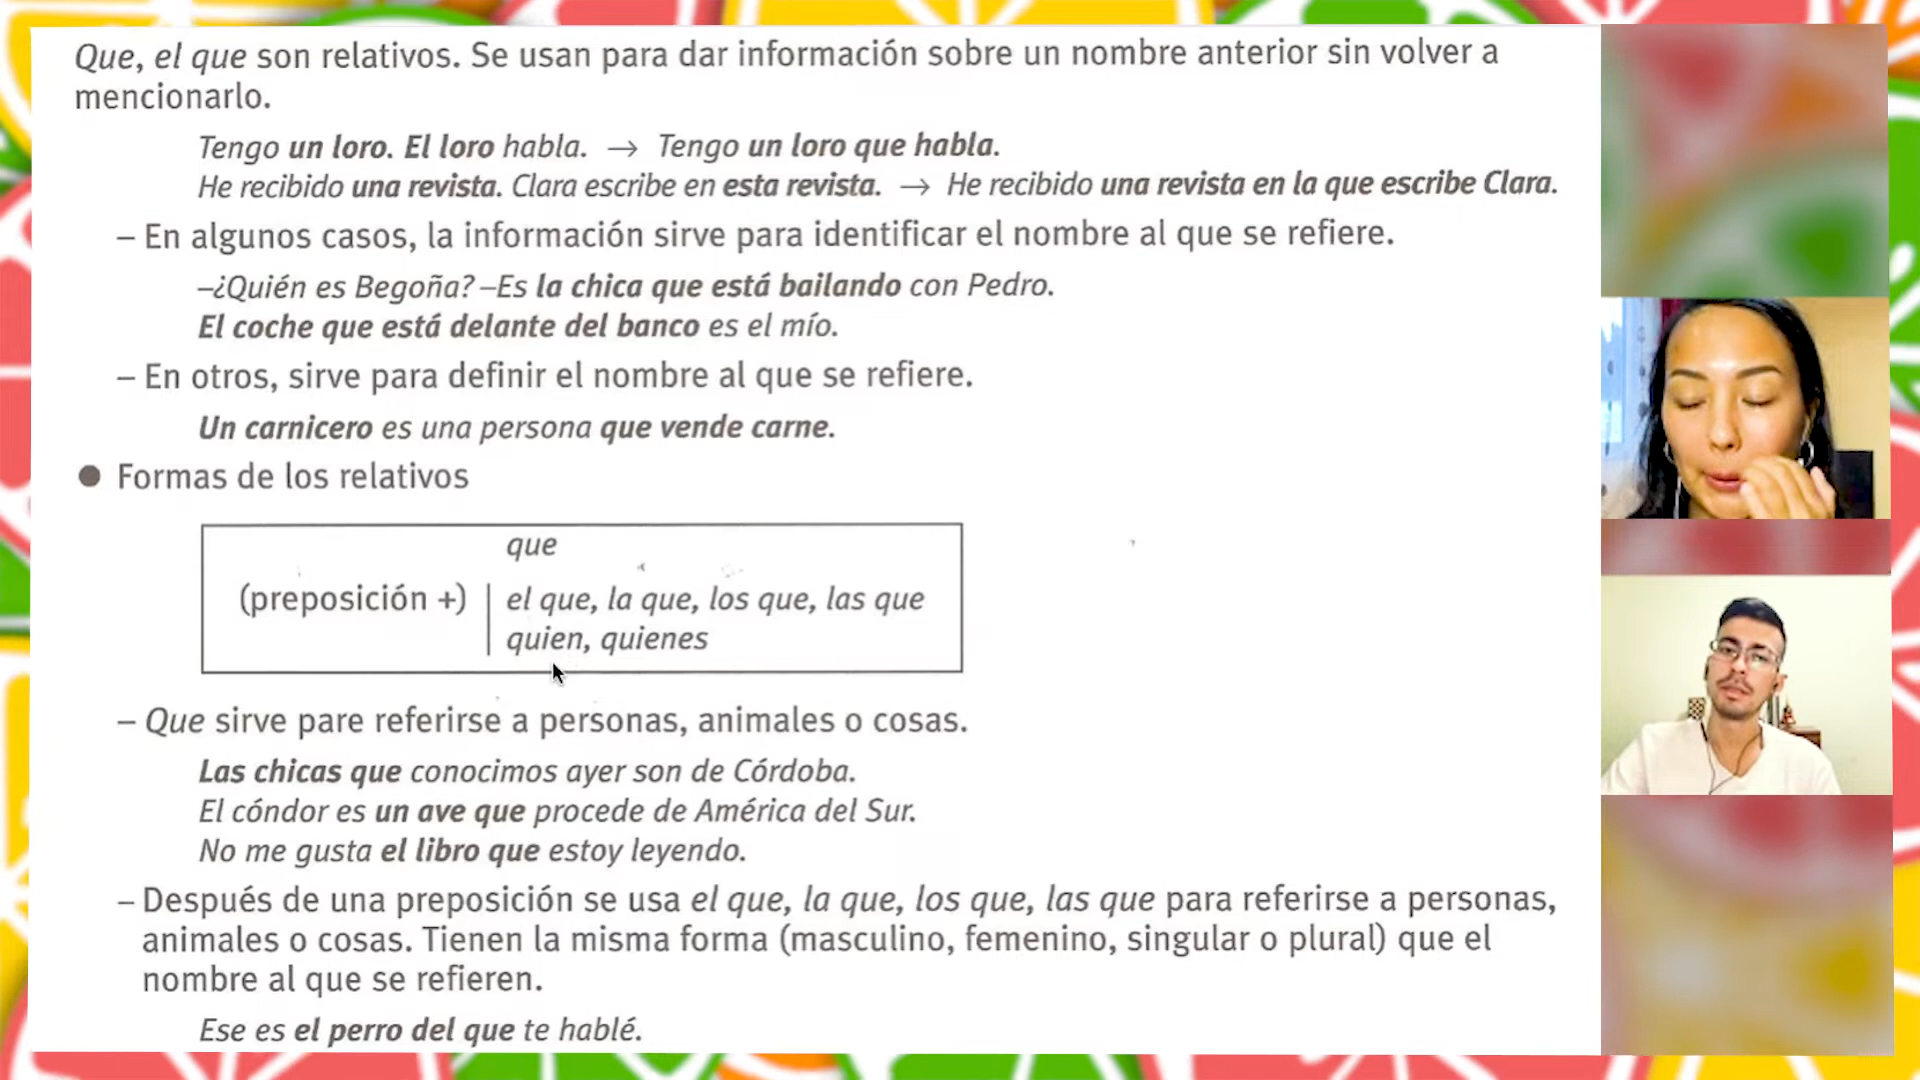 Que, el que son relativos. Se usan para dar información sobre un nombre anterior sin volver a
mencionarlo.
Tengo un loro. El loro habla. → Tengo un loro que habla.
He recibido una revista. Clara escribe en esta revista. → He recibido una revista en la que escribe Clara.
– En algunos casos, la información sirve para identificar el nombre al que se refiere.
–¿Quién es Begoña? –Es la chica que está bailando con Pedro.
El coche que está delante del banco es el mío.
– En otros, sirve para definir el nombre al que se refiere.
Un carnicero es una persona que vende carne.
● Formas de los relativos
que
(preposición +) | el que, la que, los que, las que
quien, quienes
– Que sirve pare referirse a personas, animales o cosas.
Las chicas que conocimos ayer son de Córdoba.
El cóndor es un ave que procede de América del Sur.
No me gusta el libro que estoy leyendo.
– Después de una preposición se usa el que, la que, los que, las que para referirse a personas,
animales o cosas. Tienen la misma forma (masculino, femenino, singular o plural) que el
nombre al que se refieren.
Ese es el perro del que te hablé.